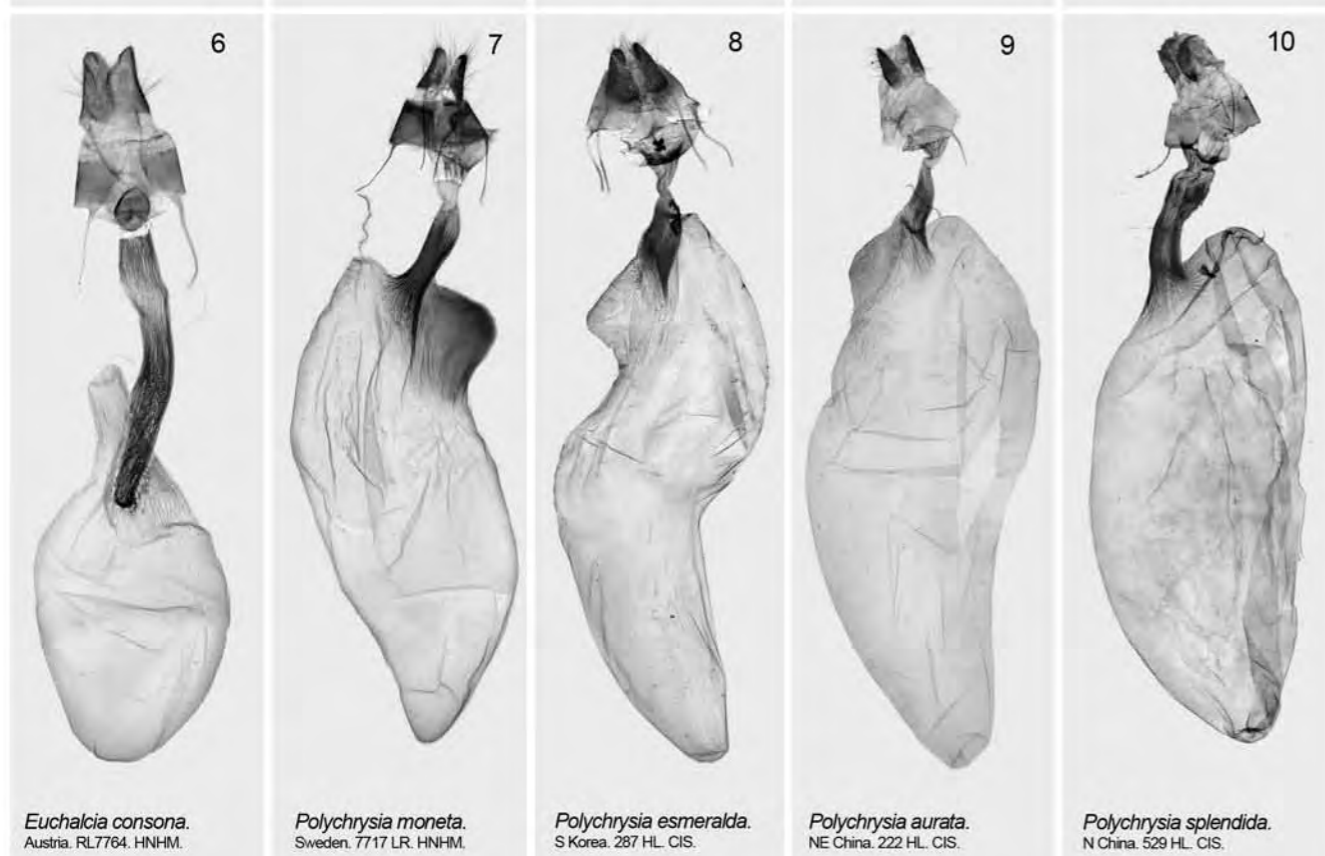 6
7
8
9
10
Euchalcia consona.
Austria. RL7764. HNHM.
Polychrysia moneta.
Sweden. 7717 LR. HNHM.
Polychrysia esmeralda.
S Korea. 287 HL. CIS.
Polychrysia aurata.
NE China. 222 HL. CIS.
Polychrysia splendida.
N China. 529 HL. CIS.